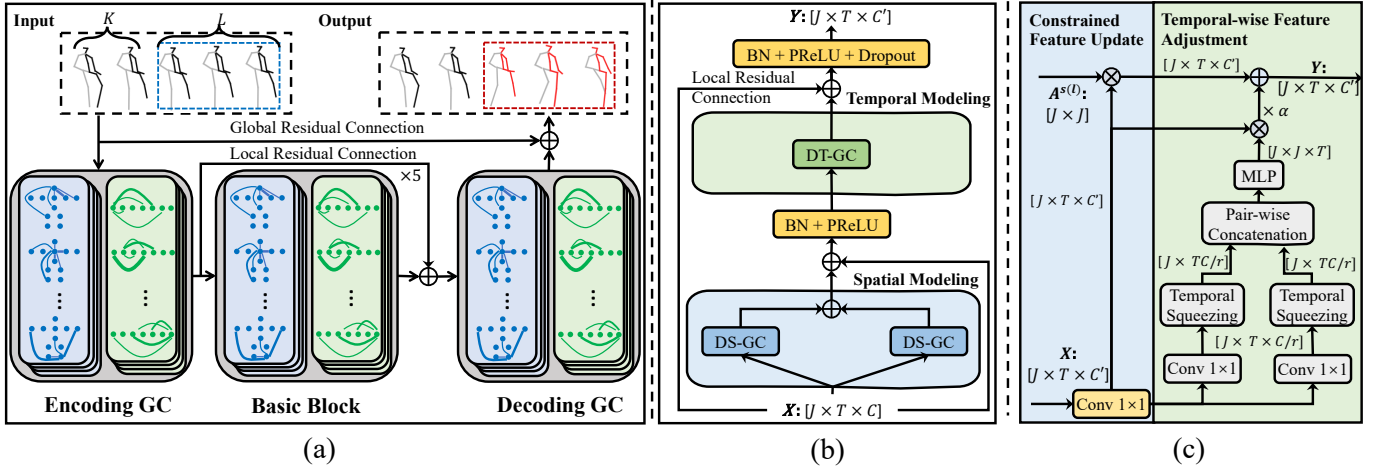 Input
K
L
Output
Global Residual Connection
Local Residual Connection
×5
...
...
...
...
...
...
Encoding GC
Basic Block
Decoding GC
(a)
Y: [J × T × C′]
BN + PReLU + Dropout
Local Residual
Connection
Temporal Modeling
DT-GC
BN + PReLU
Spatial Modeling
DS-GC
DS-GC
X: [J × T × C]
(b)
Constrained
Feature Update
Temporal-wise Feature
Adjustment
[J × T × C′]
Y:
[J × T × C′]
A^{s(l)}:
[J × J]
× α
[J × J × T]
MLP
[J × T × C′]
Pair-wise
Concatenation
[J × TC/r]
[J × TC/r]
Temporal
Squeezing
Temporal
Squeezing
[J × T × C/r]
X:
[J × T × C′]
Conv 1×1
Conv 1×1
Conv 1×1
(c)